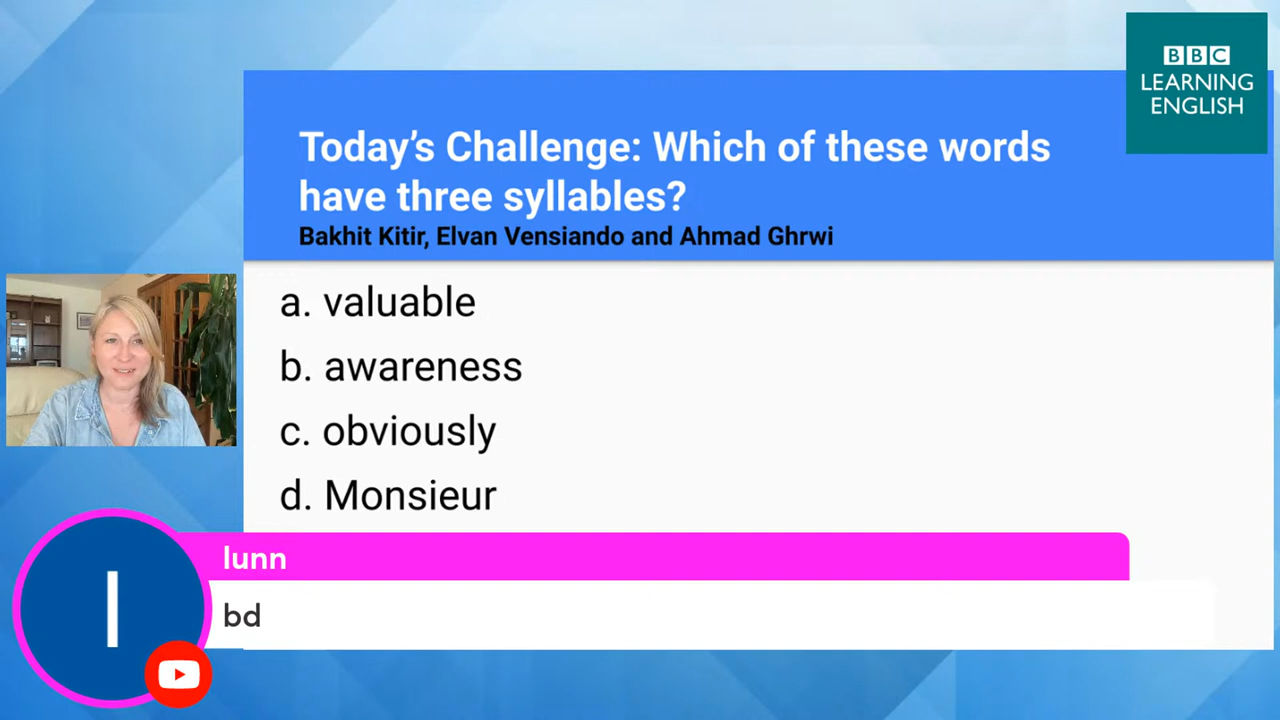 BBC
LEARNING
ENGLISH
Today's Challenge: Which of these words
have three syllables?
Bakhit Kitir, Elvan Vensiando and Ahmad Ghrwi
a. valuable
b. awareness
c. obviously
d. Monsieur
l
lunn
bd